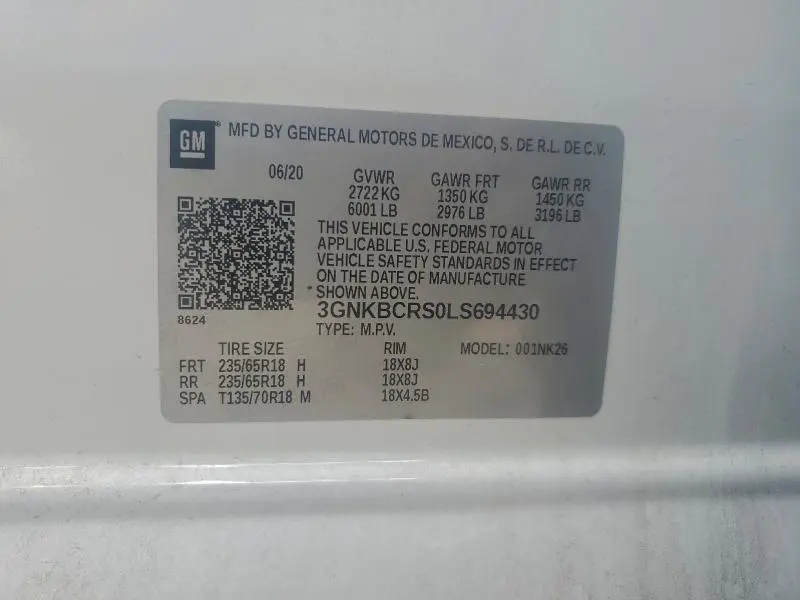 GM ® MFD BY GENERAL MOTORS DE MEXICO, S. DE R.L. DE C.V.
06/20 GVWR GAWR FRT GAWR RR
2722 KG 1350 KG 1450 KG
6001 LB 2976 LB 3196 LB
THIS VEHICLE CONFORMS TO ALL
APPLICABLE U.S. FEDERAL MOTOR
VEHICLE SAFETY STANDARDS IN EFFECT
ON THE DATE OF MANUFACTURE
SHOWN ABOVE.
8624 3GNKBCRS0LS694430
TYPE: M.P.V.
TIRE SIZE RIM MODEL: 001NK26
FRT 235/65R18 H 18X8J
RR 235/65R18 H 18X8J
SPA T135/70R18 M 18X4.5B